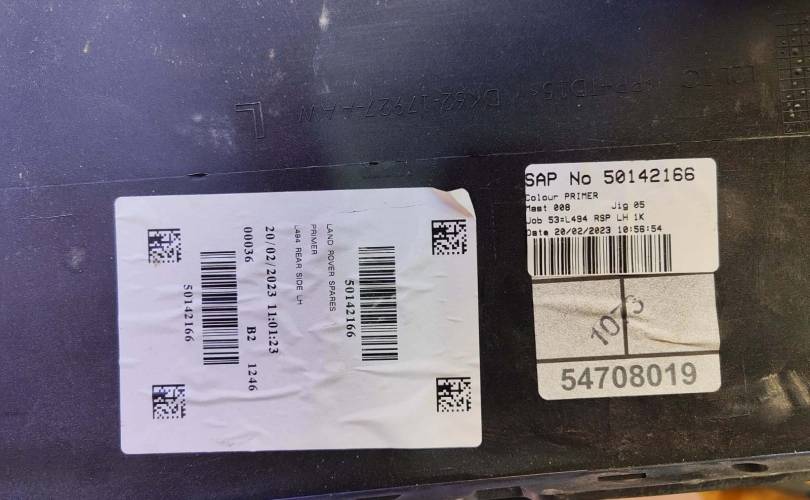 DK62-17927-A
L
SAP No 50142166
Colour PRIMER
Mast 008 Jig 05
Job 53=L494 RSP LH 1K
Date 20/02/2023 10:56:54
1073
54708019
50142166
LAND ROVER SPARES
PRIMER
L494 REAR SIDE LH
20/02/2023 11:01:23
00036 B2 1246
50142166